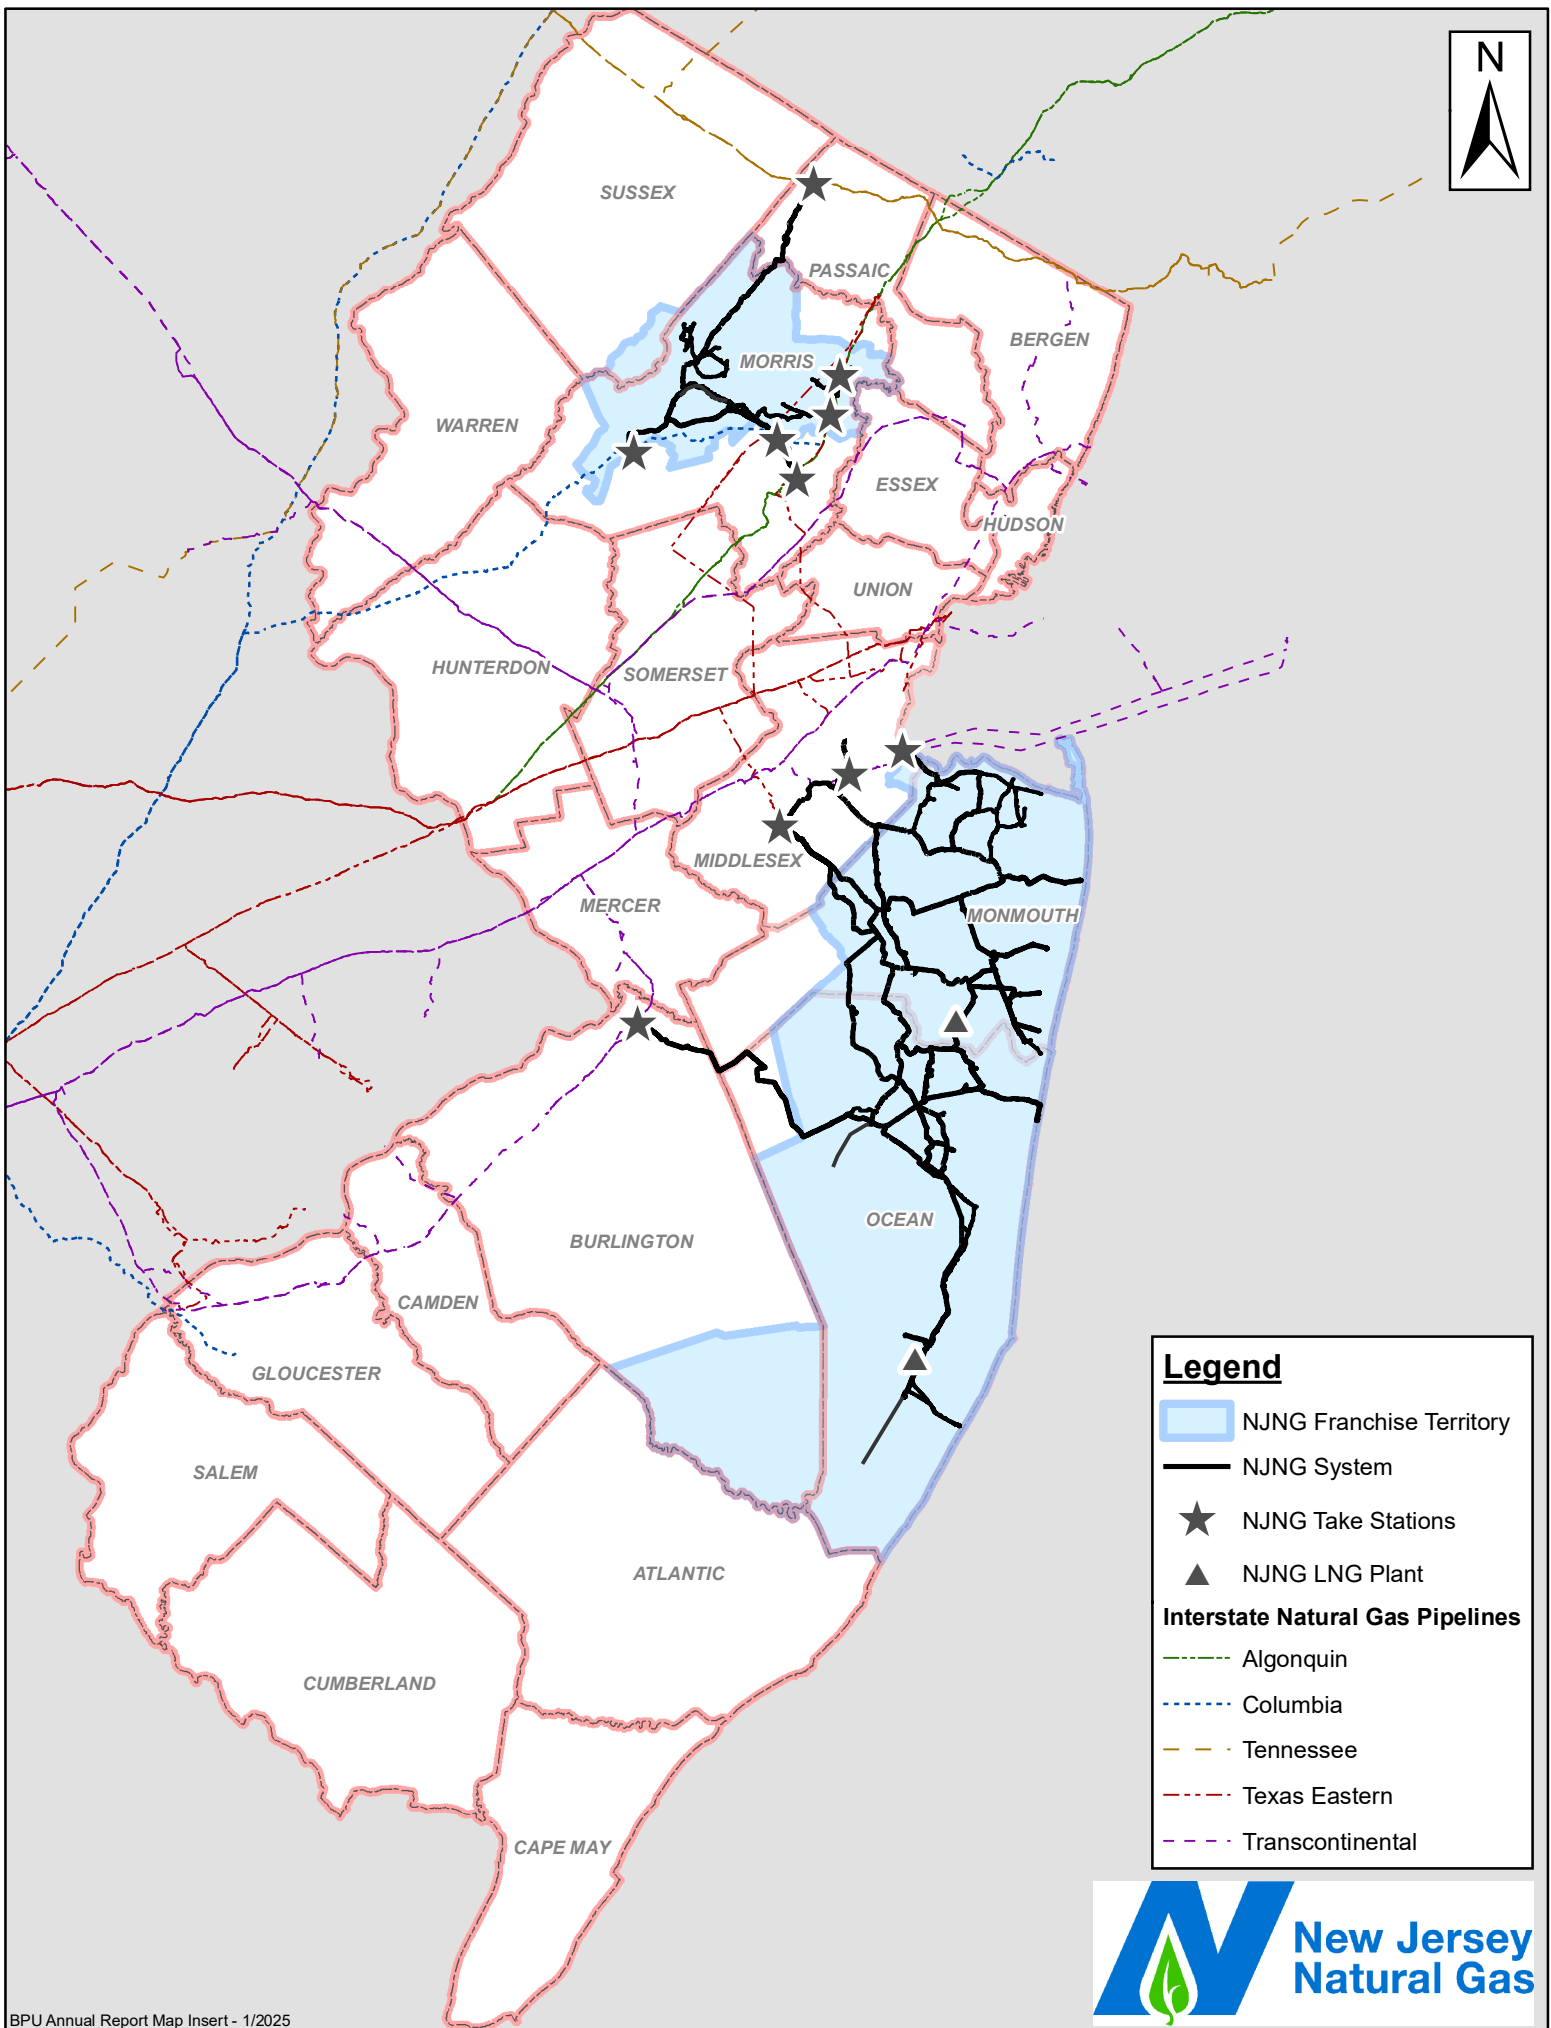 N
SUSSEX
PASSAIC
BERGEN
MORRIS
WARREN
ESSEX
HUDSON
UNION
HUNTERDON
SOMERSET
MIDDLESEX
MERCER
MONMOUTH
OCEAN
BURLINGTON
CAMDEN
GLOUCESTER
SALEM
ATLANTIC
CUMBERLAND
CAPE MAY
Legend
NJNG Franchise Territory
NJNG System
NJNG Take Stations
NJNG LNG Plant
Interstate Natural Gas Pipelines
Algonquin
Columbia
Tennessee
Texas Eastern
Transcontinental
New Jersey
Natural Gas
BPU Annual Report Map Insert - 1/2025